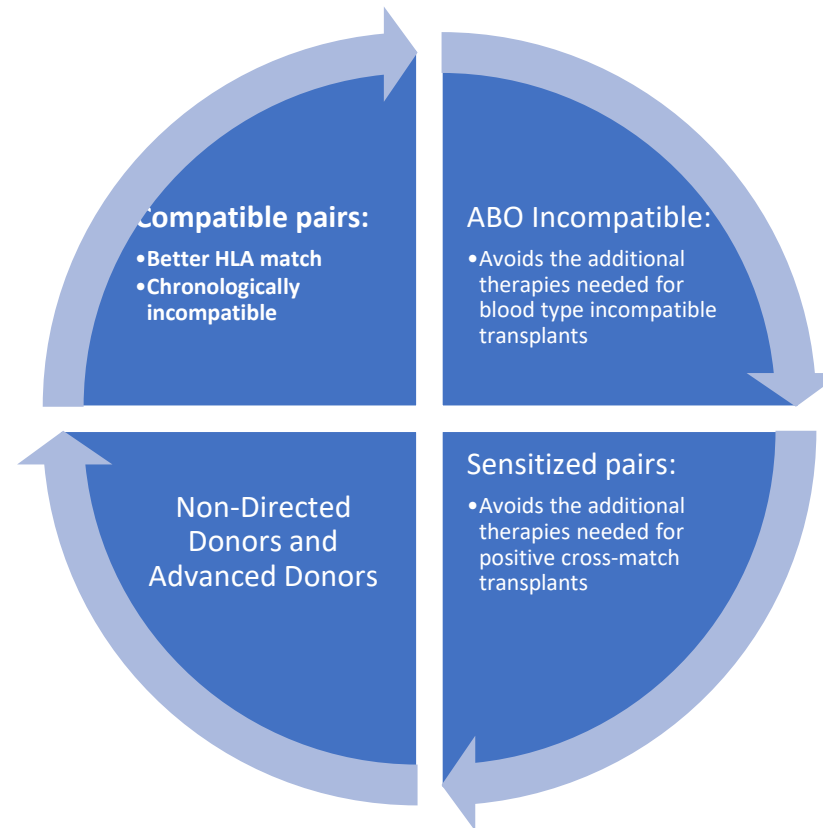 Compatible pairs:
•Better HLA match
•Chronologically
incompatible
ABO Incompatible:
•Avoids the additional
therapies needed for
blood type incompatible
transplants
Non-Directed
Donors and
Advanced Donors
Sensitized pairs:
•Avoids the additional
therapies needed for
positive cross-match
transplants